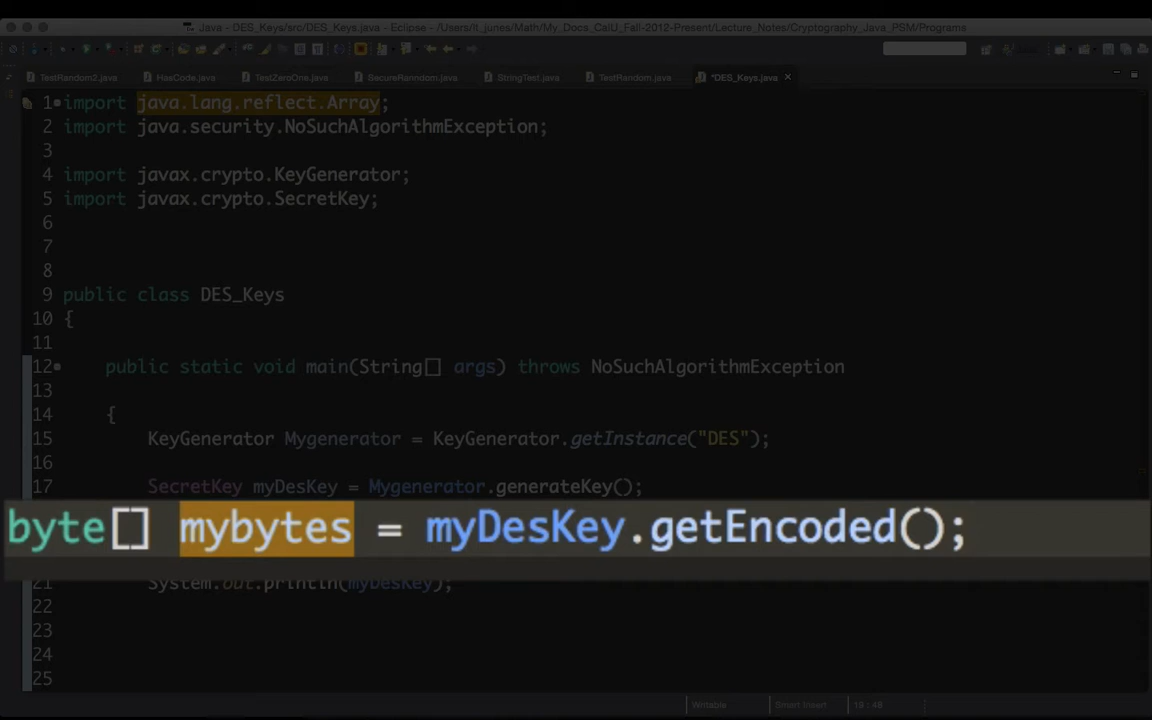 Java - DES_Keys/src/DES_Keys.java - Eclipse - /Users/lt_junes/Math/My_Docs_CalU_Fall-2012-Present/Lecture_Notes/Cryptography_Java_PSM/Programs
TestRandom2.java HasCode.java TestZeroOne.java SecureRanndom.java StringTest.java TestRandom.java *DES_Keys.java
1 import java.lang.reflect.Array;
2 import java.security.NoSuchAlgorithmException;
3
4 import javax.crypto.KeyGenerator;
5 import javax.crypto.SecretKey;
6
7
8
9 public class DES_Keys
10 {
11
12 public static void main(String[] args) throws NoSuchAlgorithmException
13
14 {
15 KeyGenerator Mygenerator = KeyGenerator.getInstance("DES");
16
17 SecretKey myDesKey = Mygenerator.generateKey();
byte[] mybytes = myDesKey.getEncoded();
21 System.out.println(myDesKey);
22
23
24
25
Writable Smart Insert 18 : 48